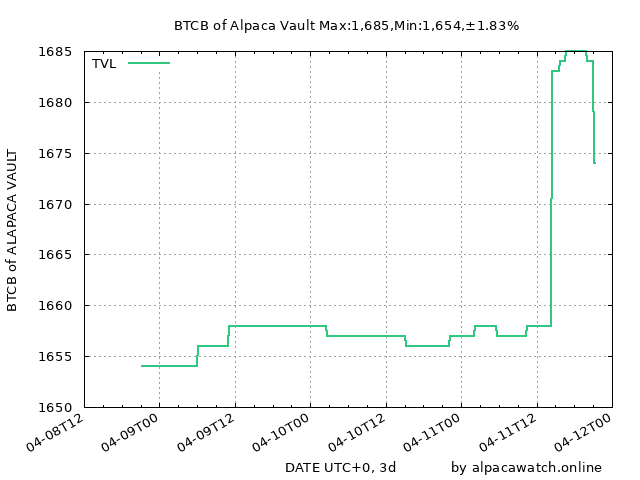 BTCB of Alpaca Vault Max:1,685,Min:1,654,±1.83%
TVL
BTCB of ALAPACA VAULT
1685
1680
1675
1670
1665
1660
1655
1650
04-08T12
04-09T00
04-09T12
04-10T00
04-10T12
04-11T00
04-11T12
04-12T00
DATE UTC+0, 3d
by alpacawatch.online